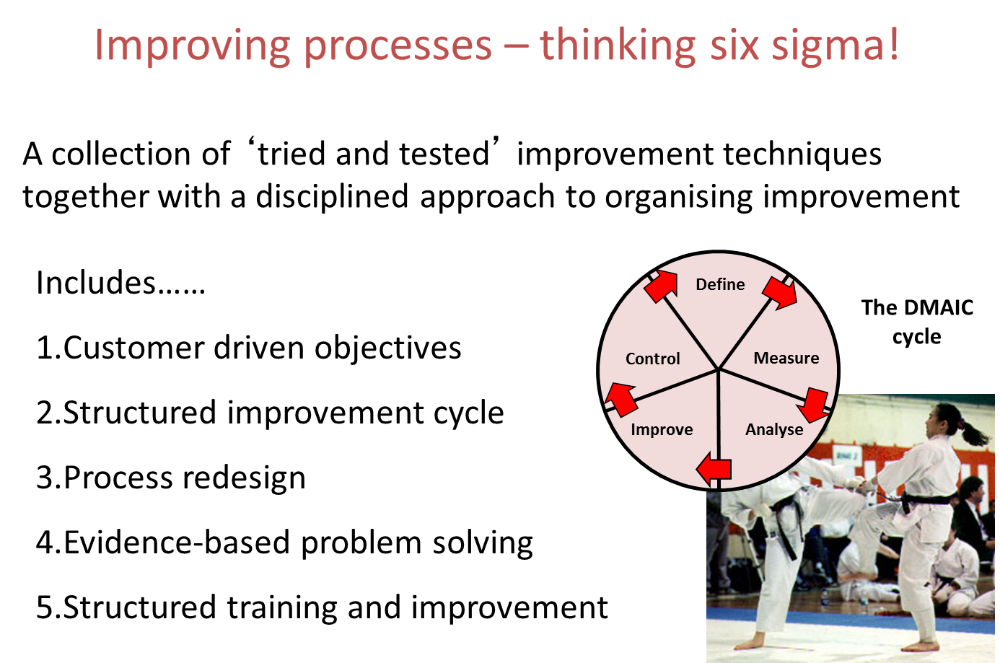 Improving processes – thinking six sigma!
A collection of ‘tried and tested’ improvement techniques
together with a disciplined approach to organising improvement
Includes……
1.Customer driven objectives
2.Structured improvement cycle
3.Process redesign
4.Evidence-based problem solving
5.Structured training and improvement
Define
Measure
Analyse
Improve
Control
The DMAIC
cycle
RING 2